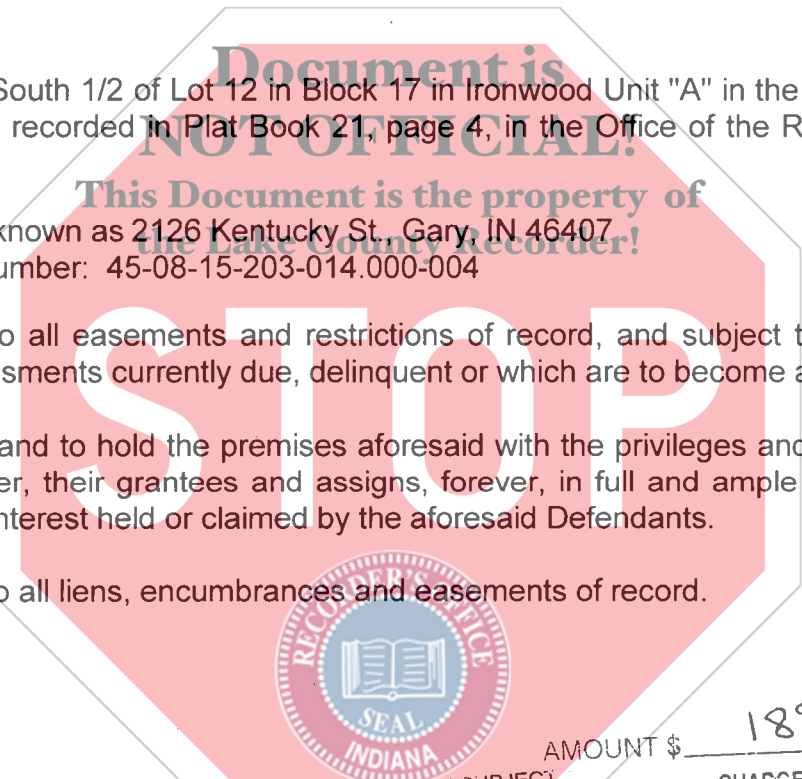 Document is
South 1/2 of Lot 12 in Block 17 in Ironwood Unit "A" in the
recorded in Plat Book 21, page 4, in the Office of the R
NOT OFFICIAL!
This Document is the property of
known as 2126 Kentucky St., Gary, IN 46407
the Lake County Recorder!
umber: 45-08-15-203-014.000-004
o all easements and restrictions of record, and subject t
sments currently due, delinquent or which are to become a
STOP
and to hold the premises aforesaid with the privileges and
er, their grantees and assigns, forever, in full and ample
nterest held or claimed by the aforesaid Defendants.
o all liens, encumbrances and easements of record.
RECORDER'S OFFICE
SEAL
INDIANA
AMOUNT $ 18